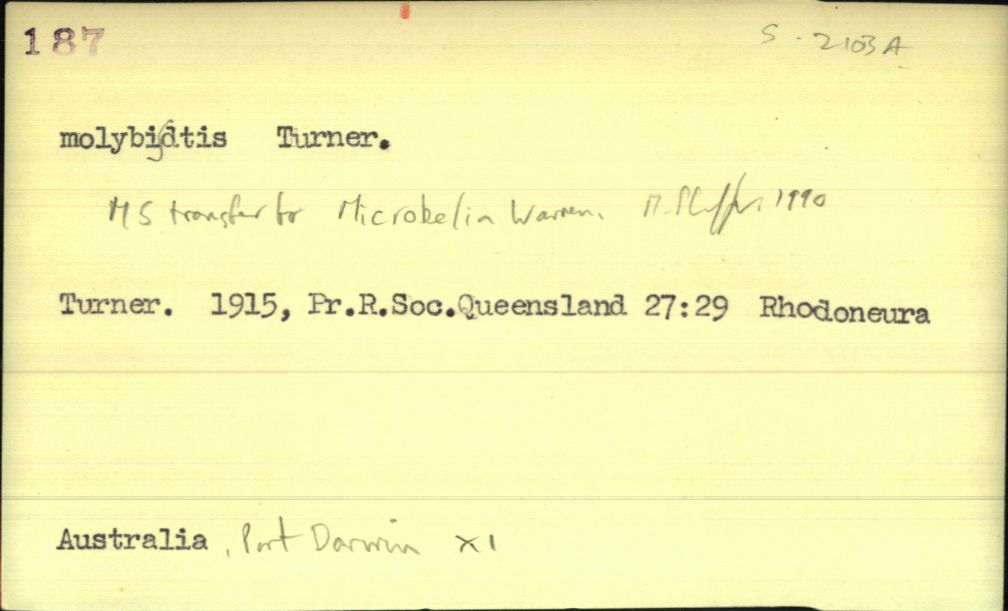 187
S-2103A
molybidtis Turner.
MS transfer to Microbelia Warren. M. Shaffer 1990
Turner. 1915, Pr.R.Soc.Queensland 27:29 Rhodoneura
Australia, Port Darwin X1